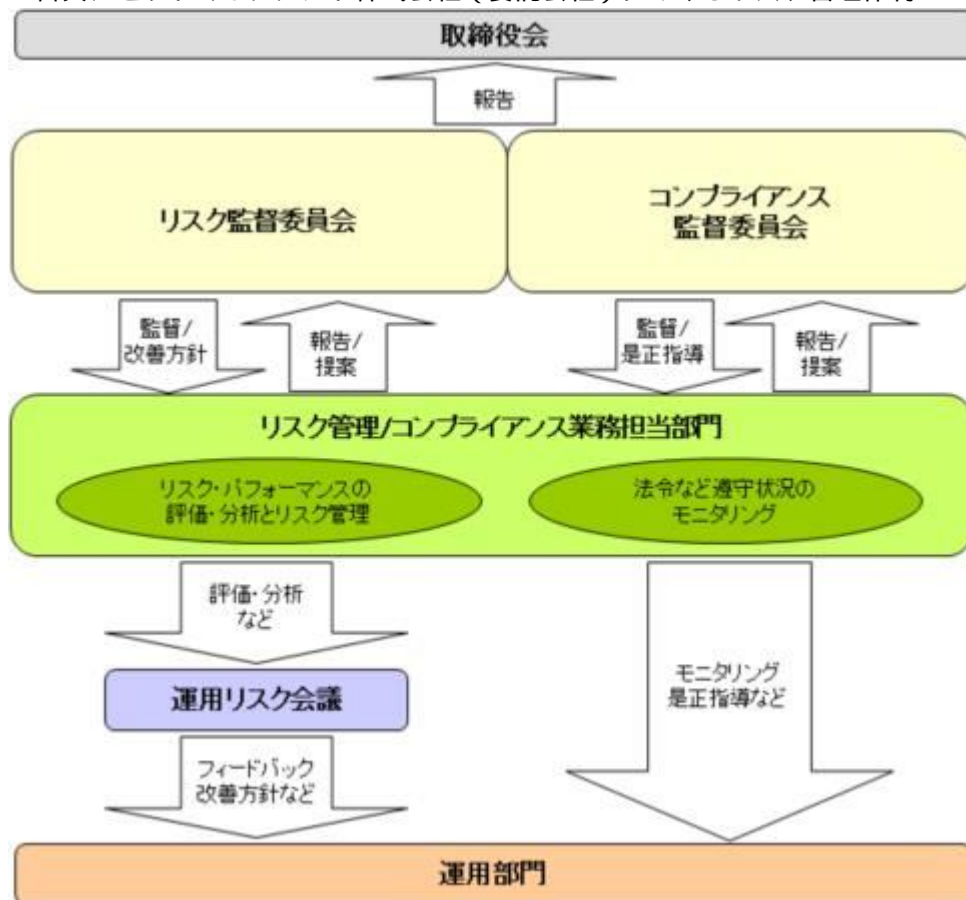 取締役会
報告
リスク監督委員会
コンプライアンス
監督委員会
監督/
改善方針
報告/
提案
監督/
是正指導
報告/
提案
リスク管理/コンプライアンス業務担当部門
リスク・パフォーマンスの
評価・分析とリスク管理
法令など遵守状況の
モニタリング
評価・分析
など
運用リスク会議
モニタリング
是正指導など
フィードバック
改善方針など
運用部門